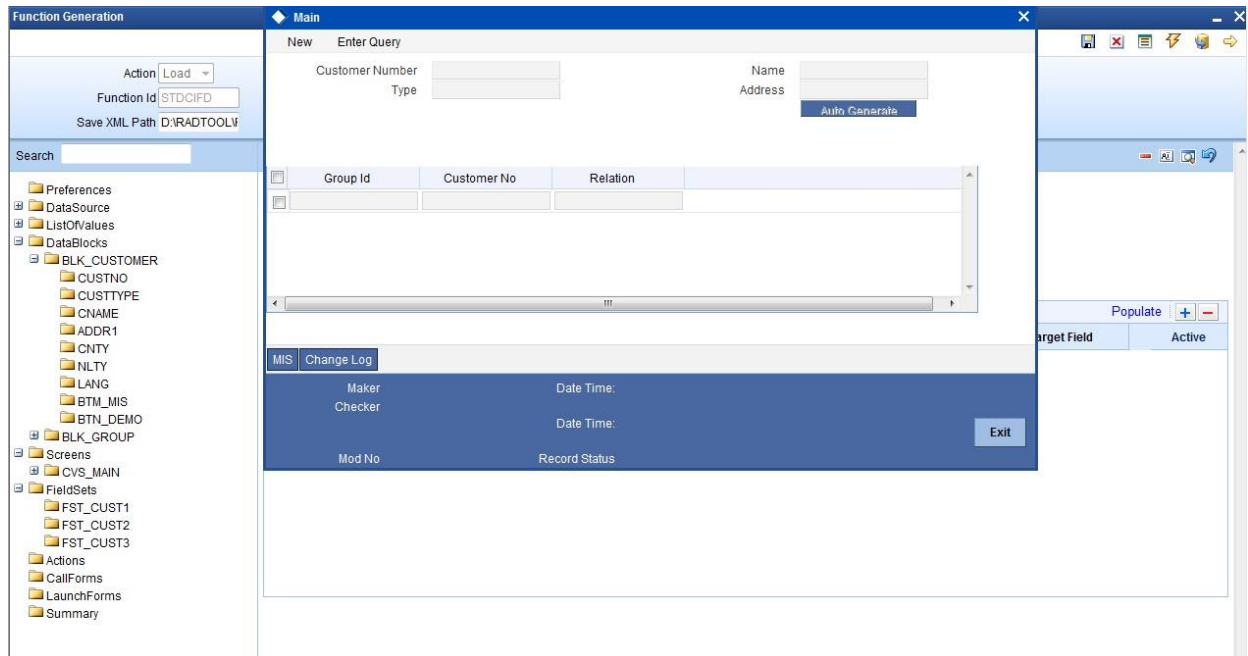 Function Generation
Main
New Enter Query
Action Load
Function Id STDCIFD
Save XML Path D:\RADTOOL\F
Customer Number
Name
Type
Address
Auto Generate
Search
Group Id Customer No Relation
Preferences
DataSource
ListOfValues
DataBlocks
BLK_CUSTOMER
CUSTNO
CUSTTYPE
CNAME
ADDR1
CNTY
NLTY
LANG
BTM_MIS
BTN_DEMO
BLK_GROUP
Screens
CVS_MAIN
FieldSets
FST_CUST1
FST_CUST2
FST_CUST3
Actions
CallForms
LaunchForms
Summary
Populate
arget Field Active
MIS Change Log
Maker Date Time:
Checker
Date Time:
Exit
Mod No Record Status